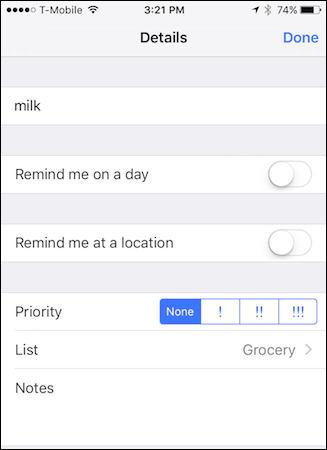 T-Mobile 3:21 PM 74%
Details Done
milk
Remind me on a day
Remind me at a location
Priority None ! !! !!!
List Grocery >
Notes